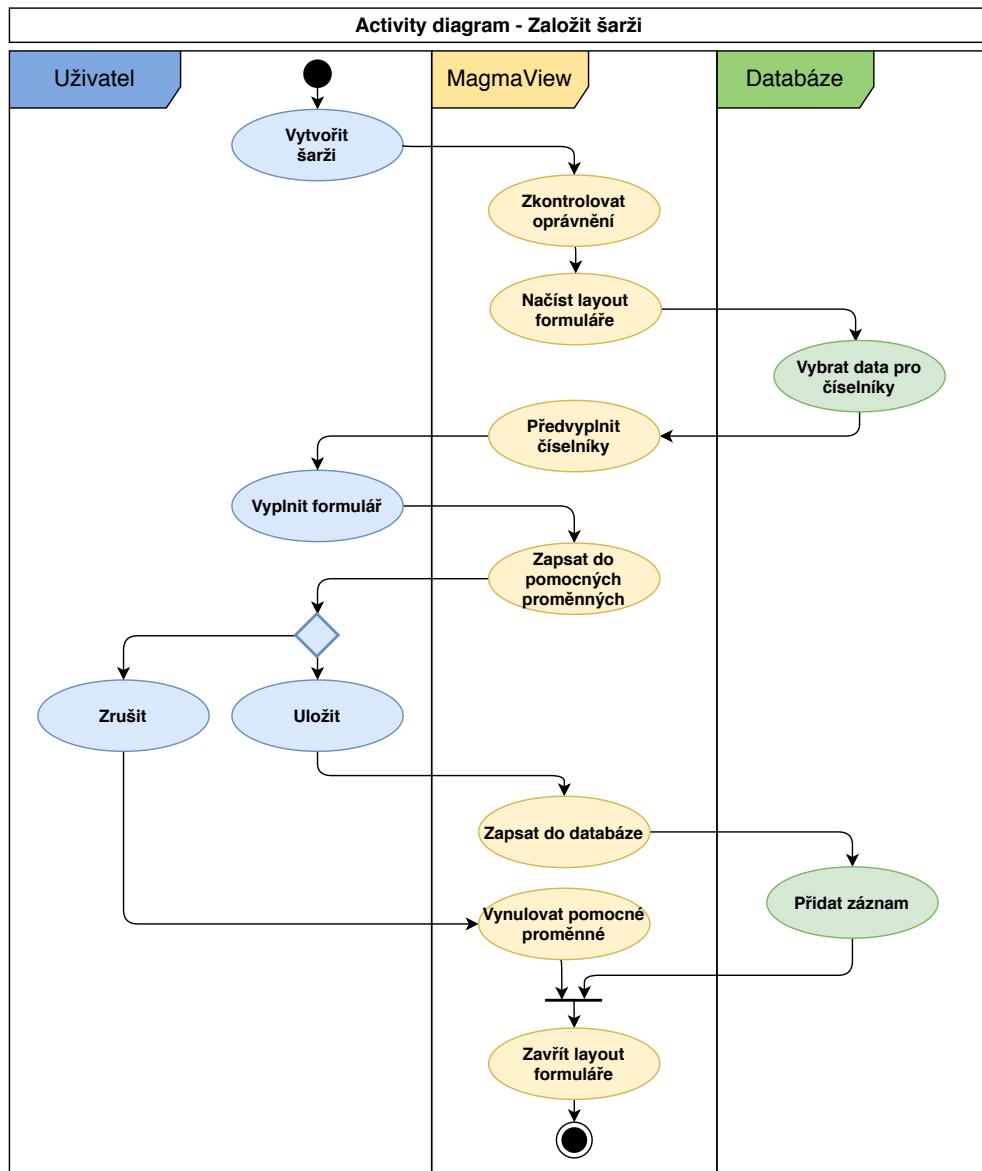 Activity diagram - Založit šarži
Uživatel
MagmaView
Databáze
Vytvořit
šarži
Zkontrolovat
oprávnění
Načíst layout
formuláře
Vybrat data pro
číselníky
Předvyplnit
číselníky
Vyplnit formulář
Zapsat do
pomocných
proměnných
Zrušit
Uložit
Zapsat do databáze
Přidat záznam
Vynulovat pomocné
proměnné
Zavřít layout
formuláře